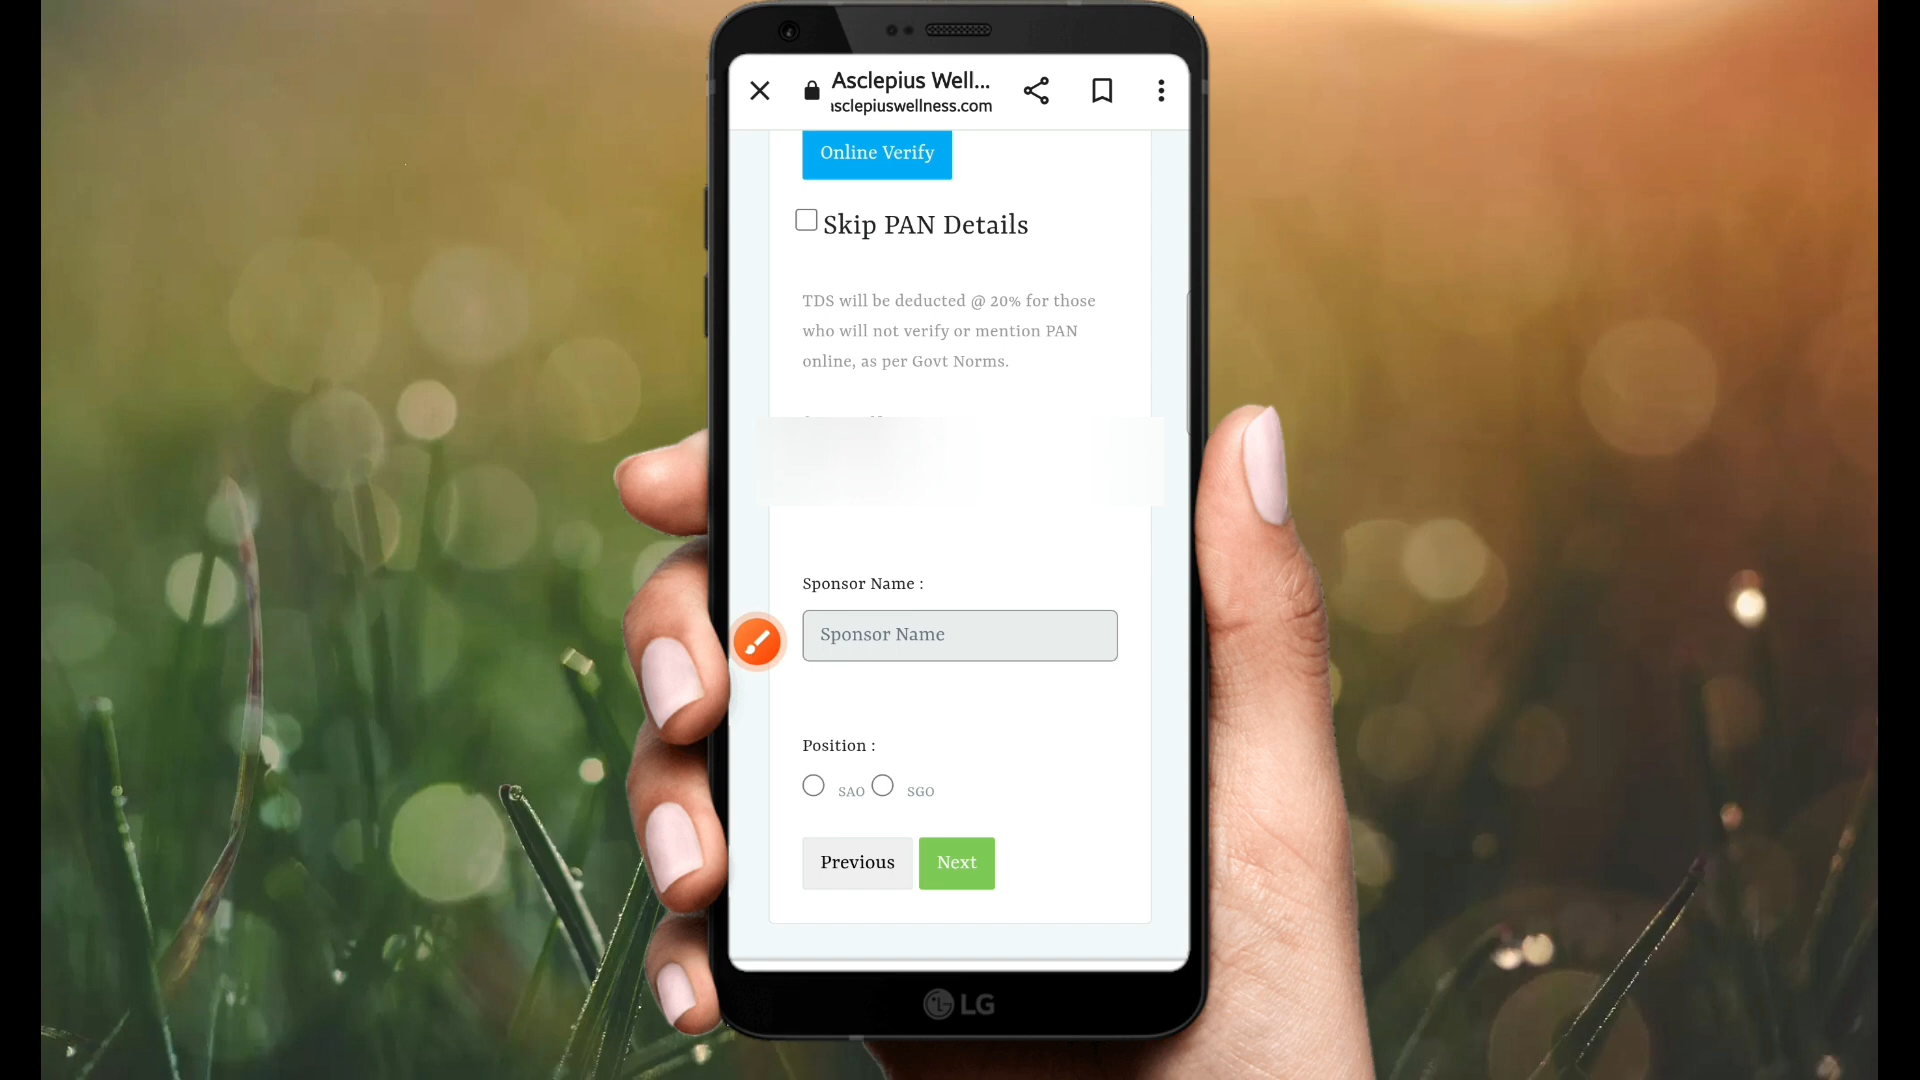 Asclepius Well...
sclepiuswellness.com
Online Verify
Skip PAN Details
TDS will be deducted @ 20% for those
who will not verify or mention PAN
online, as per Govt Norms.
Sponsor Name :
Sponsor Name
Position :
SAO SGO
Previous Next
LG